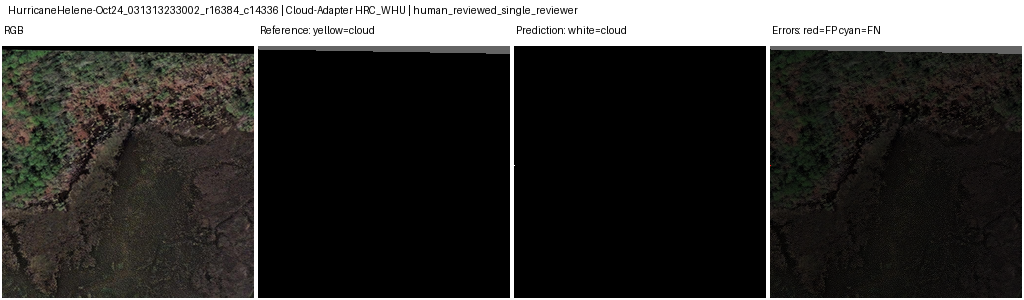 HurricaneHelene-Oct24_031313233002_r16384_c14336 | Cloud-Adapter HRC_WHU | human_reviewed_single_reviewer
RGB
Reference: yellow=cloud
Prediction: white=cloud
Errors: red=FP cyan=FN